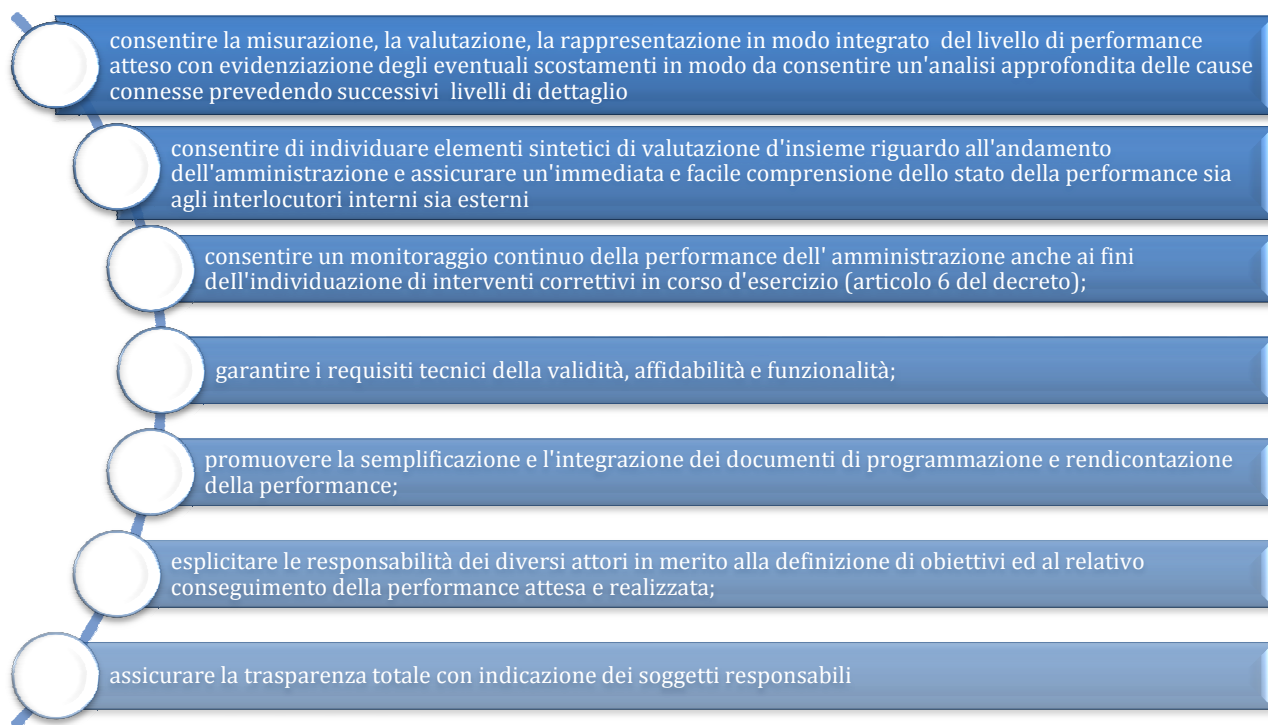 consentire la misurazione, la valutazione, la rappresentazione in modo integrato  del livello di performance
atteso con evidenziazione degli eventuali scostamenti in modo da consentire un'analisi approfondita delle cause
connesse prevedendo successivi  livelli di dettaglio
consentire di individuare elementi sintetici di valutazione d'insieme riguardo all'andamento
dell'amministrazione e assicurare un'immediata e facile comprensione dello stato della performance sia
agli interlocutori interni sia esterni
consentire un monitoraggio continuo della performance dell' amministrazione anche ai fini
dell'individuazione di interventi correttivi in corso d'esercizio (articolo 6 del decreto);
garantire i requisiti tecnici della validità, affidabilità e funzionalità;
promuovere la semplificazione e l'integrazione dei documenti di programmazione e rendicontazione
della performance;
esplicitare le responsabilità dei diversi attori in merito alla definizione di obiettivi ed al relativo
conseguimento della performance attesa e realizzata;
assicurare la trasparenza totale con indicazione dei soggetti responsabili